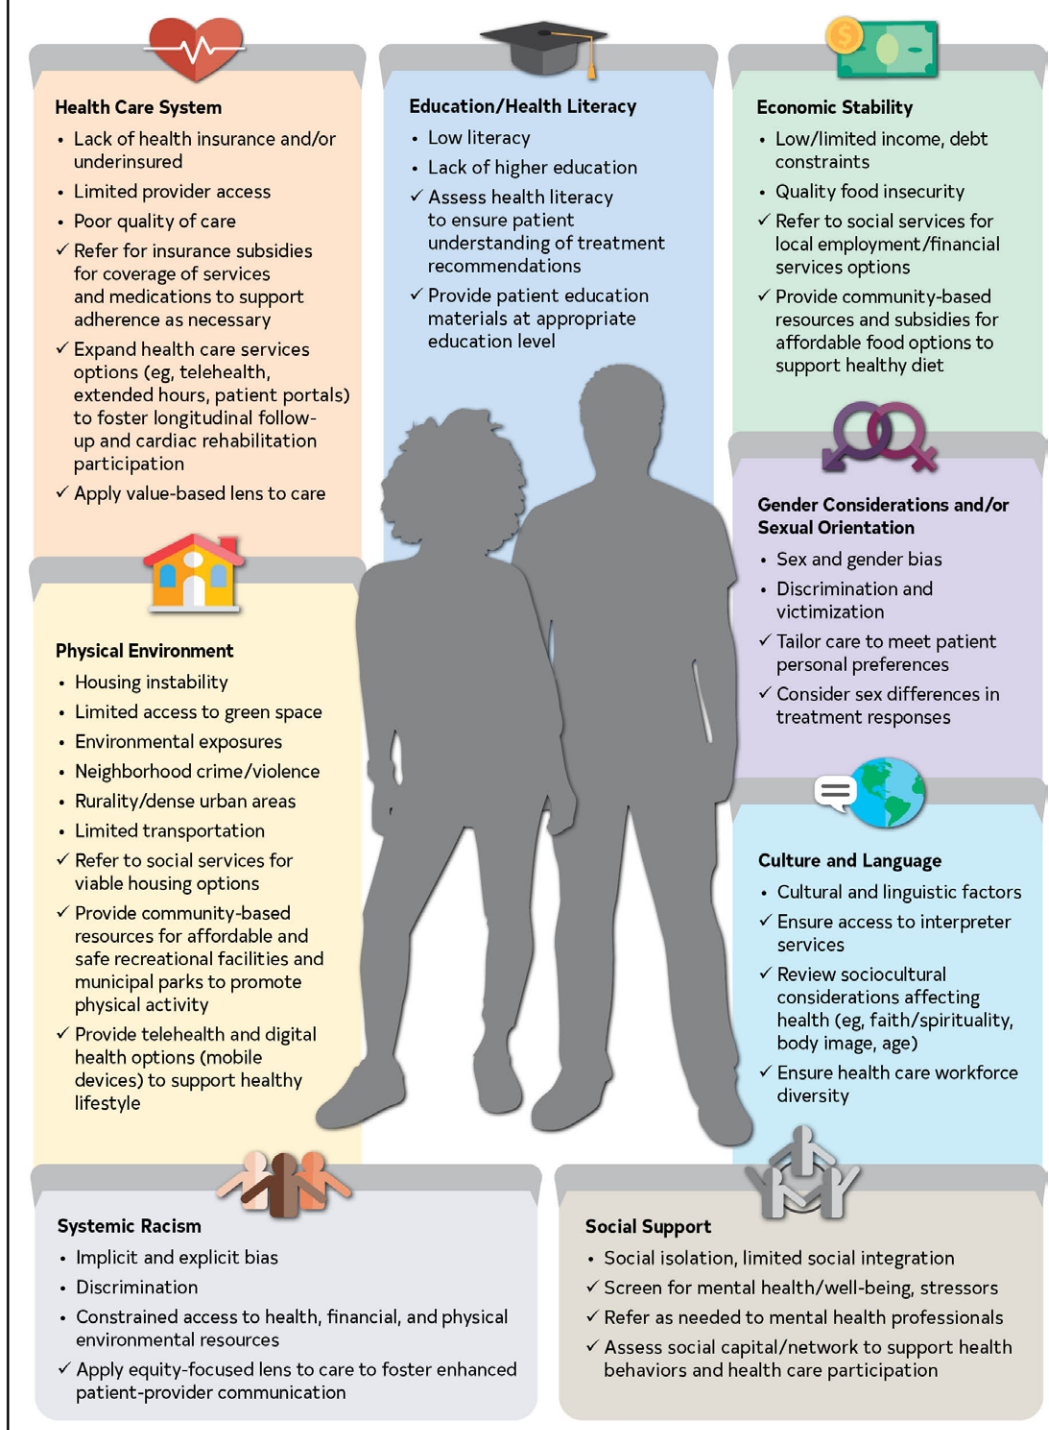 Health Care System
• Lack of health insurance and/or
underinsured
• Limited provider access
• Poor quality of care
✓ Refer for insurance subsidies
for coverage of services
and medications to support
adherence as necessary
✓ Expand health care services
options (eg, telehealth,
extended hours, patient portals)
to foster longitudinal follow-
up and cardiac rehabilitation
participation
✓ Apply value-based lens to care
Education/Health Literacy
• Low literacy
• Lack of higher education
✓ Assess health literacy
to ensure patient
understanding of treatment
recommendations
✓ Provide patient education
materials at appropriate
education level
Economic Stability
• Low/limited income, debt
constraints
• Quality food insecurity
✓ Refer to social services for
local employment/financial
services options
✓ Provide community-based
resources and subsidies for
affordable food options to
support healthy diet
Gender Considerations and/or
Sexual Orientation
• Sex and gender bias
• Discrimination and
victimization
✓ Tailor care to meet patient
personal preferences
✓ Consider sex differences in
treatment responses
Physical Environment
• Housing instability
• Limited access to green space
• Environmental exposures
• Neighborhood crime/violence
• Rurality/dense urban areas
• Limited transportation
✓ Refer to social services for
viable housing options
✓ Provide community-based
resources for affordable and
safe recreational facilities and
municipal parks to promote
physical activity
✓ Provide telehealth and digital
health options (mobile
devices) to support healthy
lifestyle
Culture and Language
• Cultural and linguistic factors
✓ Ensure access to interpreter
services
✓ Review sociocultural
considerations affecting
health (eg, faith/spirituality,
body image, age)
✓ Ensure health care workforce
diversity
Systemic Racism
• Implicit and explicit bias
• Discrimination
• Constrained access to health, financial, and physical
environmental resources
✓ Apply equity-focused lens to care to foster enhanced
patient-provider communication
Social Support
• Social isolation, limited social integration
✓ Screen for mental health/well-being, stressors
✓ Refer as needed to mental health professionals
✓ Assess social capital/network to support health
behaviors and health care participation